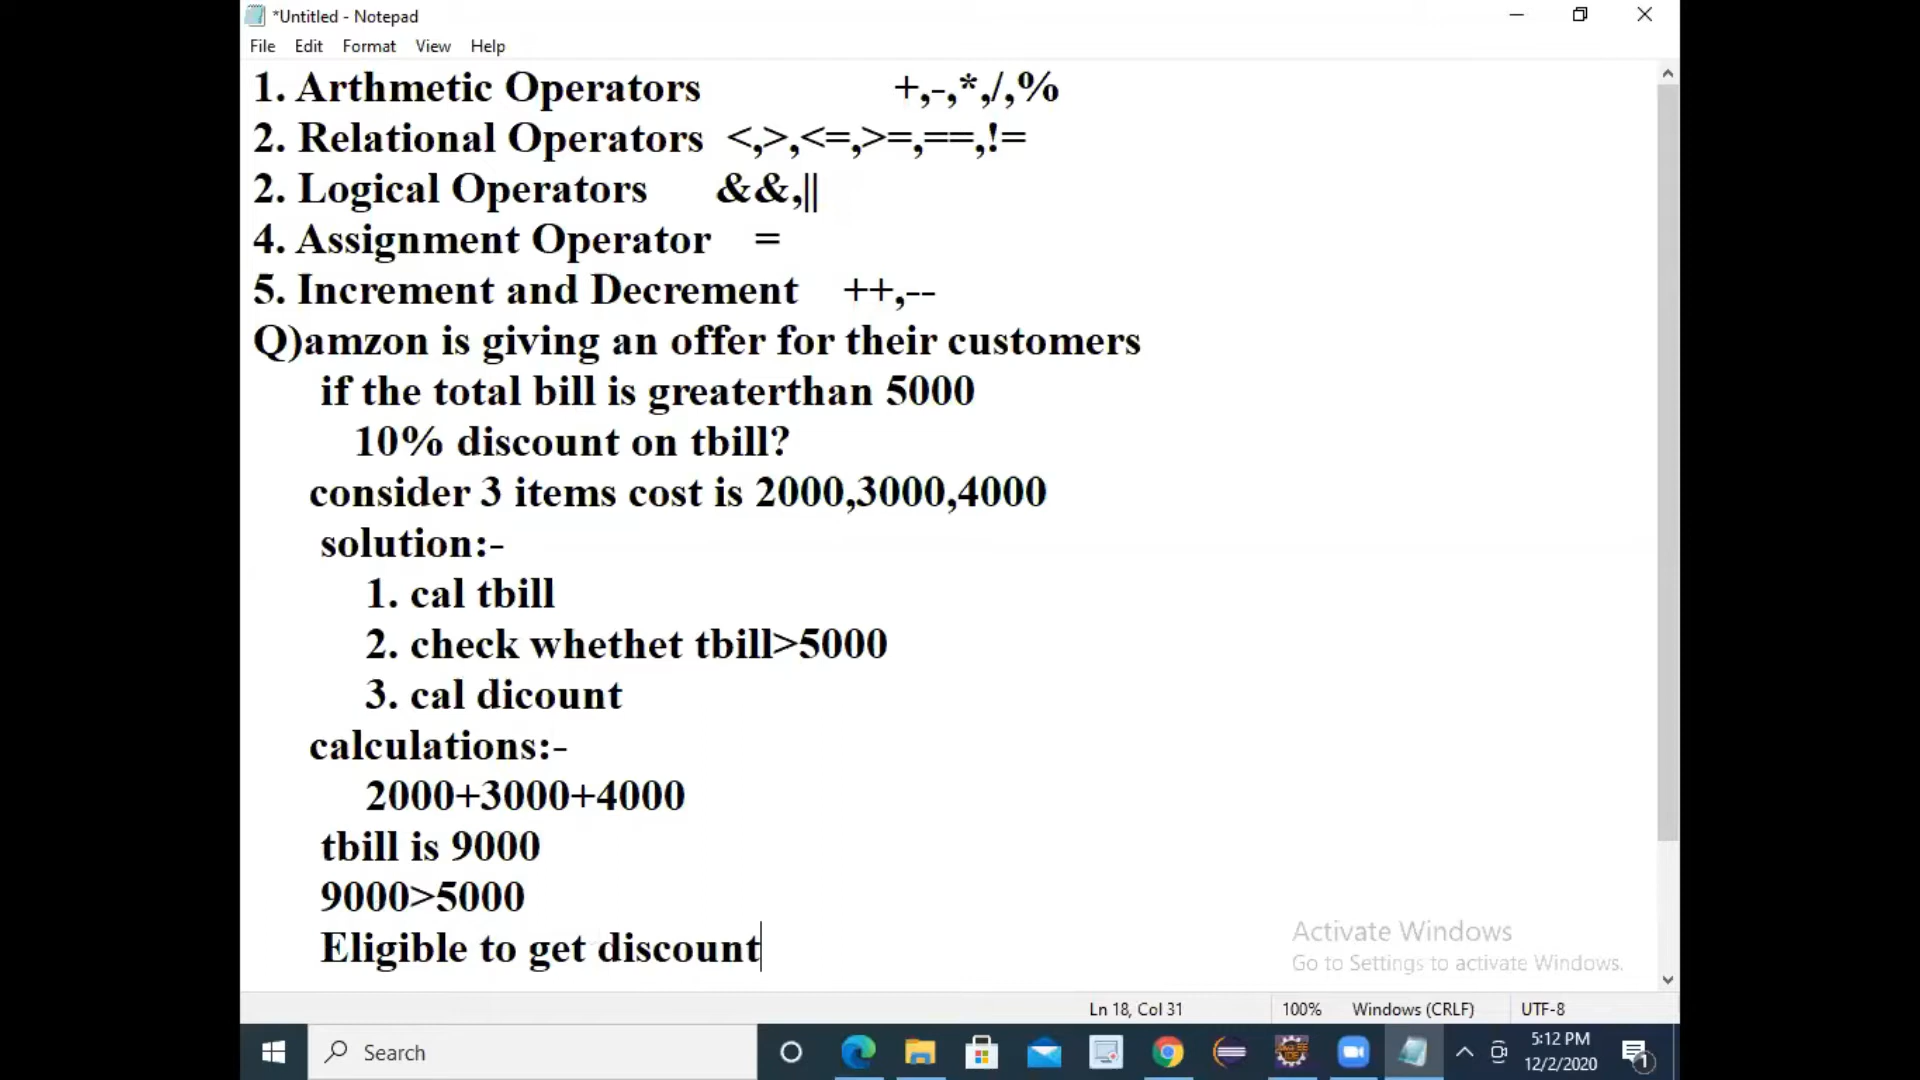 *Untitled - Notepad
File Edit Format View Help
1. Arthmetic Operators +,-,*,/,%
2. Relational Operators <,>,<=,>=,==,!=
2. Logical Operators &&,||
4. Assignment Operator =
5. Increment and Decrement ++,--
Q)amzon is giving an offer for their customers
if the total bill is greaterthan 5000
10% discount on tbill?
consider 3 items cost is 2000,3000,4000
solution:-
1. cal tbill
2. check whethet tbill>5000
3. cal dicount
calculations:-
2000+3000+4000
tbill is 9000
9000>5000
Eligible to get discount
Activate Windows
Go to Settings to activate Windows.
Ln 18, Col 31 100% Windows (CRLF) UTF-8
Search
5:12 PM
12/2/2020
1